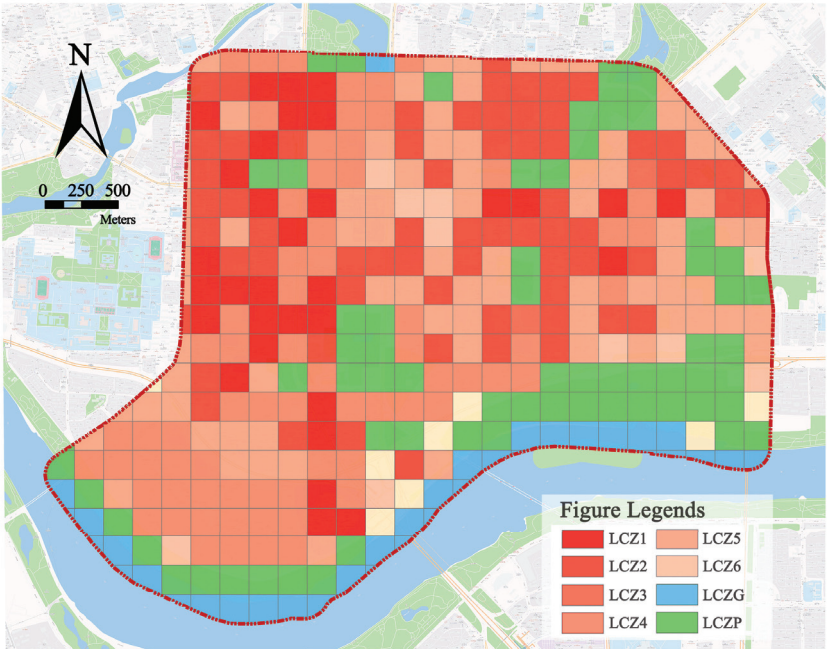 N
0 250 500
Meters
Figure Legends
LCZ1 LCZ5
LCZ2 LCZ6
LCZ3 LCZG
LCZ4 LCZP